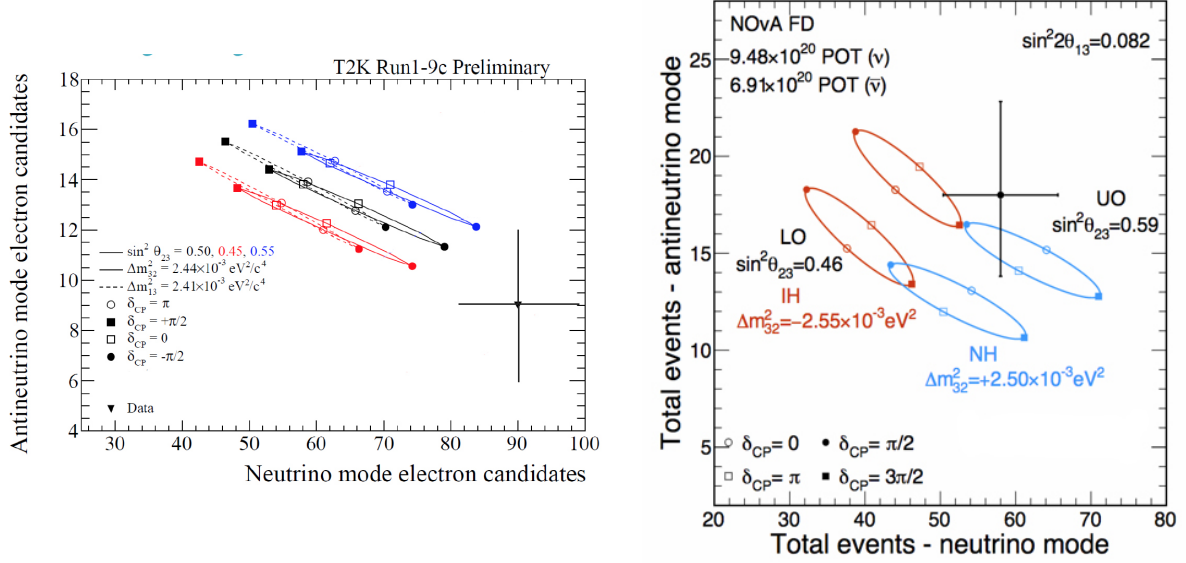 T2K Run1-9c Preliminary
Antineutrino mode electron candidates
18
16
14
12
10
8
6
4
sin² θ₂₃ = 0.50, 0.45, 0.55
Δm²₃₂ = 2.44×10⁻³ eV²/c⁴
Δm²₁₃ = 2.41×10⁻³ eV²/c⁴
δCP = π
δCP = +π/2
δCP = 0
δCP = -π/2
Data
30 40 50 60 70 80 90 100
Neutrino mode electron candidates
NOvA FD
sin²2θ₁₃=0.082
9.48×10²⁰ POT (ν)
6.91×10²⁰ POT (ν̄)
Total events - antineutrino mode
25
20
15
10
5
UO
sin²θ₂₃=0.59
LO
sin²θ₂₃=0.46
IH
Δm²₃₂=−2.55×10⁻³eV²
NH
Δm²₃₂=+2.50×10⁻³eV²
δCP= 0
δCP= π/2
δCP= π
δCP= 3π/2
20 30 40 50 60 70 80
Total events - neutrino mode